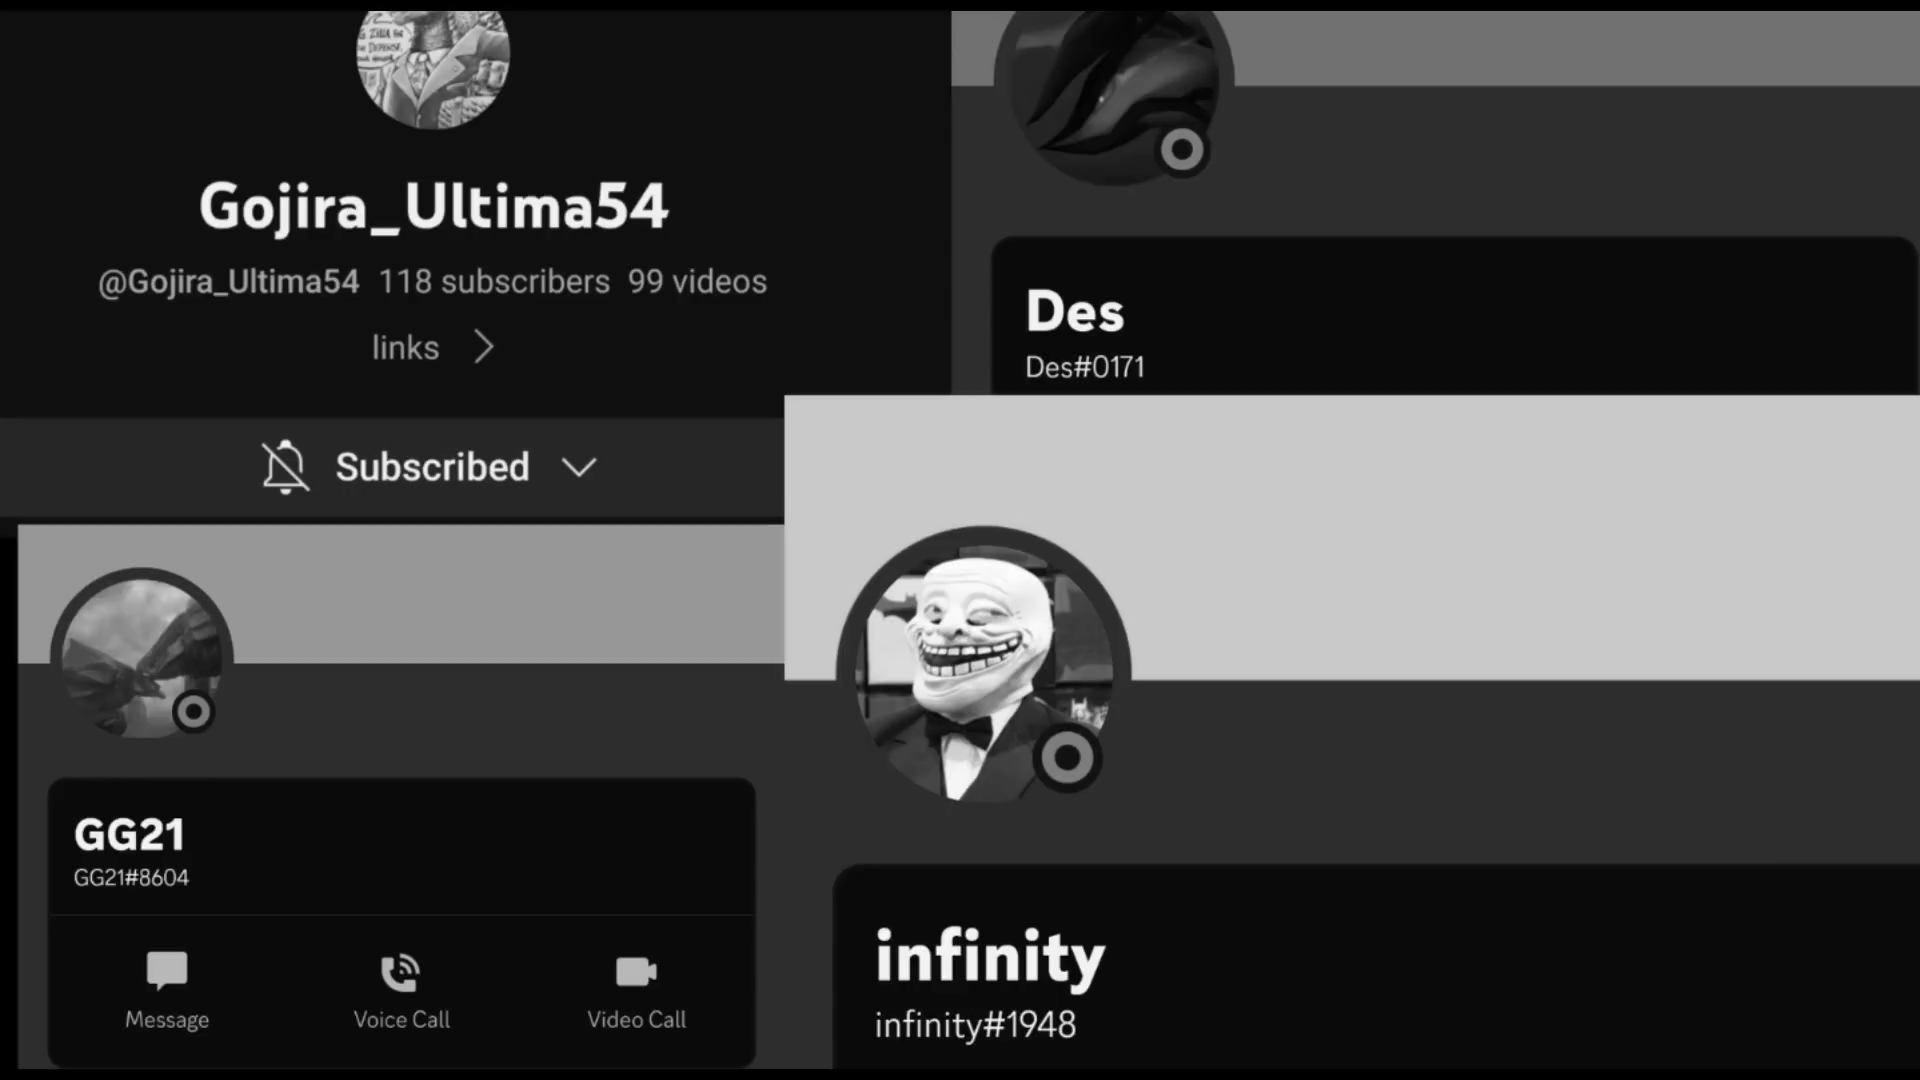 Gojira_Ultima54
@Gojira_Ultima54 118 subscribers 99 videos
links
Subscribed
Des
Des#0171
GG21
GG21#8604
Message Voice Call Video Call
infinity
infinity#1948